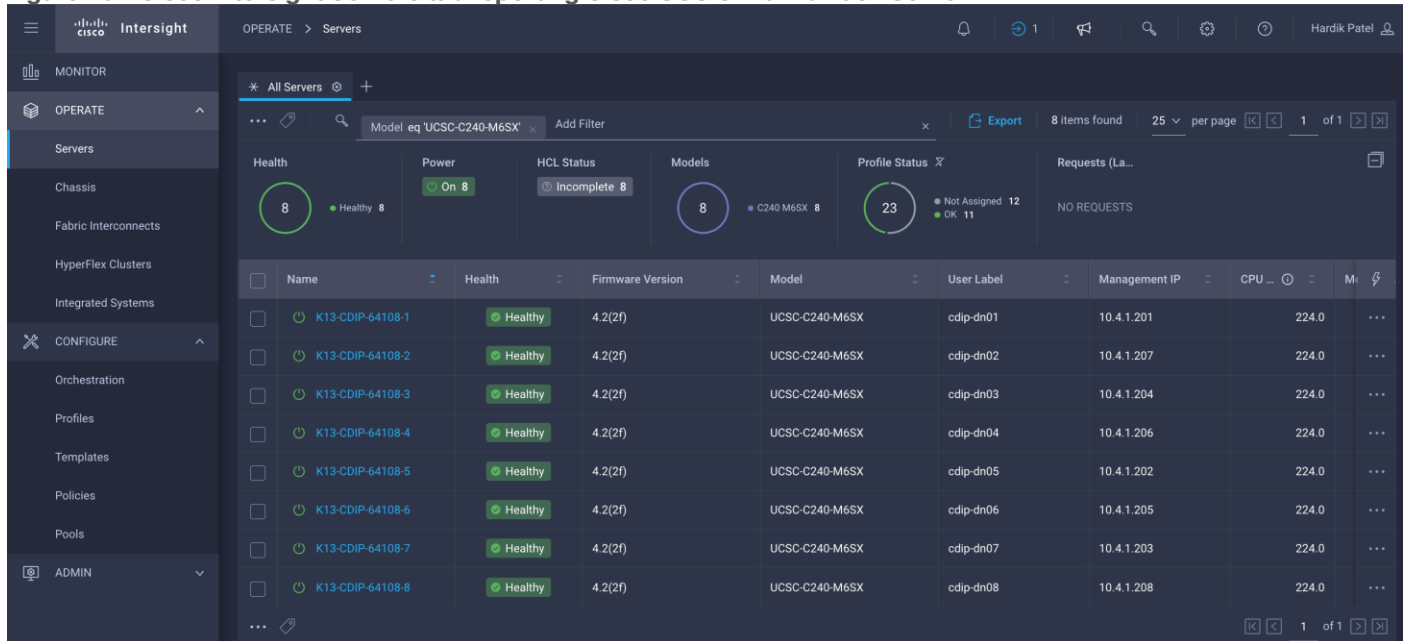 cisco Intersight OPERATE > Servers 1 Hardik Patel
MONITOR
All Servers
OPERATE
Model eq 'UCSC-C240-M6SX' × Add Filter × Export 8 items found 25 per page 1 of 1
Servers
Health Power HCL Status Models Profile Status Requests (La...
Chassis
On 8 Incomplete 8
8 Healthy 8 8 C240 M6SX 8 23 Not Assigned 12
OK 11
NO REQUESTS
Fabric Interconnects
HyperFlex Clusters
Name Health Firmware Version Model User Label Management IP CPU ...
Integrated Systems
K13-CDIP-64108-1 Healthy 4.2(2f) UCSC-C240-M6SX cdip-dn01 10.4.1.201 224.0 ...
CONFIGURE
K13-CDIP-64108-2 Healthy 4.2(2f) UCSC-C240-M6SX cdip-dn02 10.4.1.207 224.0 ...
Orchestration
K13-CDIP-64108-3 Healthy 4.2(2f) UCSC-C240-M6SX cdip-dn03 10.4.1.204 224.0 ...
Profiles
K13-CDIP-64108-4 Healthy 4.2(2f) UCSC-C240-M6SX cdip-dn04 10.4.1.206 224.0 ...
Templates
K13-CDIP-64108-5 Healthy 4.2(2f) UCSC-C240-M6SX cdip-dn05 10.4.1.202 224.0 ...
Policies
K13-CDIP-64108-6 Healthy 4.2(2f) UCSC-C240-M6SX cdip-dn06 10.4.1.205 224.0 ...
Pools
K13-CDIP-64108-7 Healthy 4.2(2f) UCSC-C240-M6SX cdip-dn07 10.4.1.203 224.0 ...
ADMIN
K13-CDIP-64108-8 Healthy 4.2(2f) UCSC-C240-M6SX cdip-dn08 10.4.1.208 224.0 ...
... 1 of 1